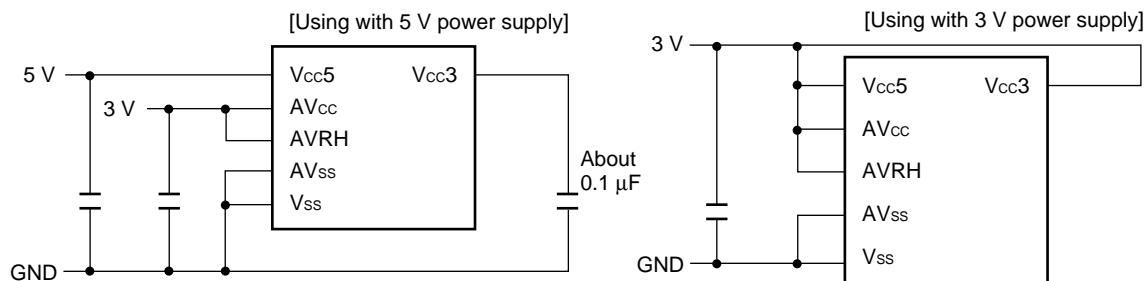 [Using with 5 V power supply]
5 V
3 V
Vcc5
AVcc
AVRH
AVss
Vss
Vcc3
About
0.1 μF
GND
[Using with 3 V power supply]
3 V
Vcc5
AVcc
AVRH
AVss
Vss
Vcc3
GND